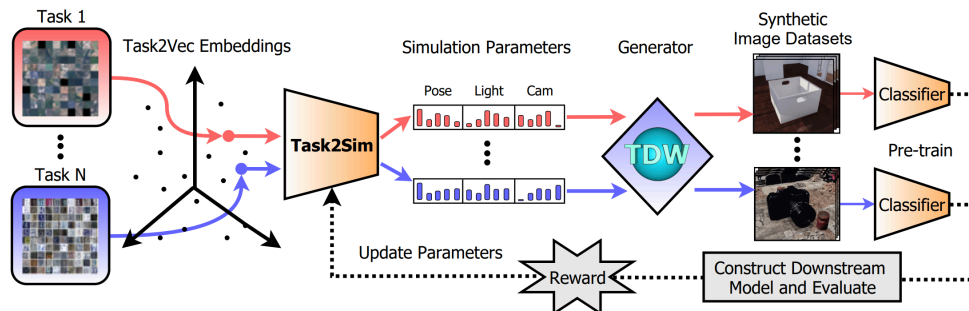 Task 1
Task N
Task2Vec Embeddings
Task2Sim
Simulation Parameters
Pose Light Cam
Generator
TDW
Synthetic
Image Datasets
Classifier
Pre-train
Classifier
Update Parameters
Reward
Construct Downstream
Model and Evaluate